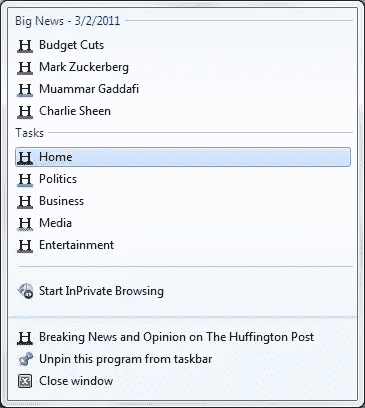 Big News - 3/2/2011
Budget Cuts
Mark Zuckerberg
Muammar Gaddafi
Charlie Sheen
Tasks
Home
Politics
Business
Media
Entertainment
Start InPrivate Browsing
Breaking News and Opinion on The Huffington Post
Unpin this program from taskbar
Close window